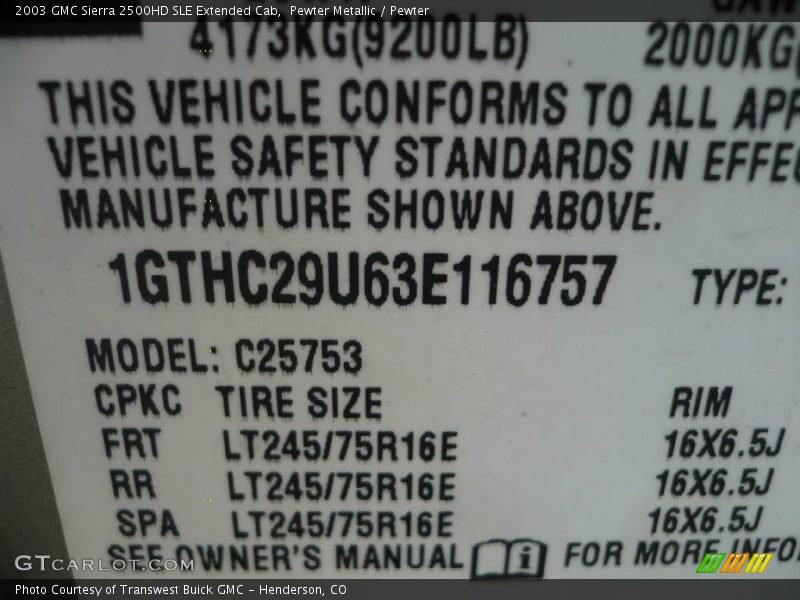 2003 GMC Sierra 2500HD SLE Extended Cab, Pewter Metallic / Pewter
4173KG(9200LB) 2000KG(
THIS VEHICLE CONFORMS TO ALL
VEHICLE SAFETY STANDARDS IN
MANUFACTURE SHOWN ABOVE.
1GTHC29U63E116757 TYPE:
MODEL: C25753
CPKC TIRE SIZE RIM
FRT LT245/75R16E 16X6.5J
RR LT245/75R16E 16X6.5J
SPA LT245/75R16E 16X6.5J
SEE OWNER'S MANUAL i FOR MORE INFO
GTCARLOT.COM
Photo Courtesy of Transwest Buick GMC - Henderson, CO